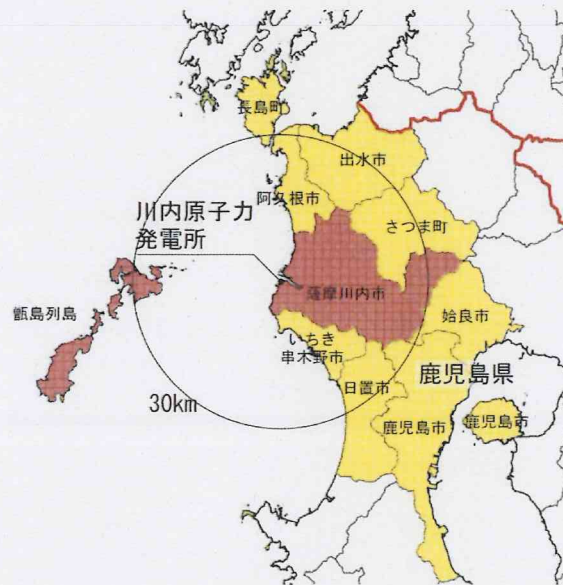 長島町
出水市
阿久根市
さつま町
川内原子力
発電所
薩摩川内市
甑島列島
姶良市
いちき
串木野市
鹿児島県
日置市
30km
鹿児島市
鹿児島市